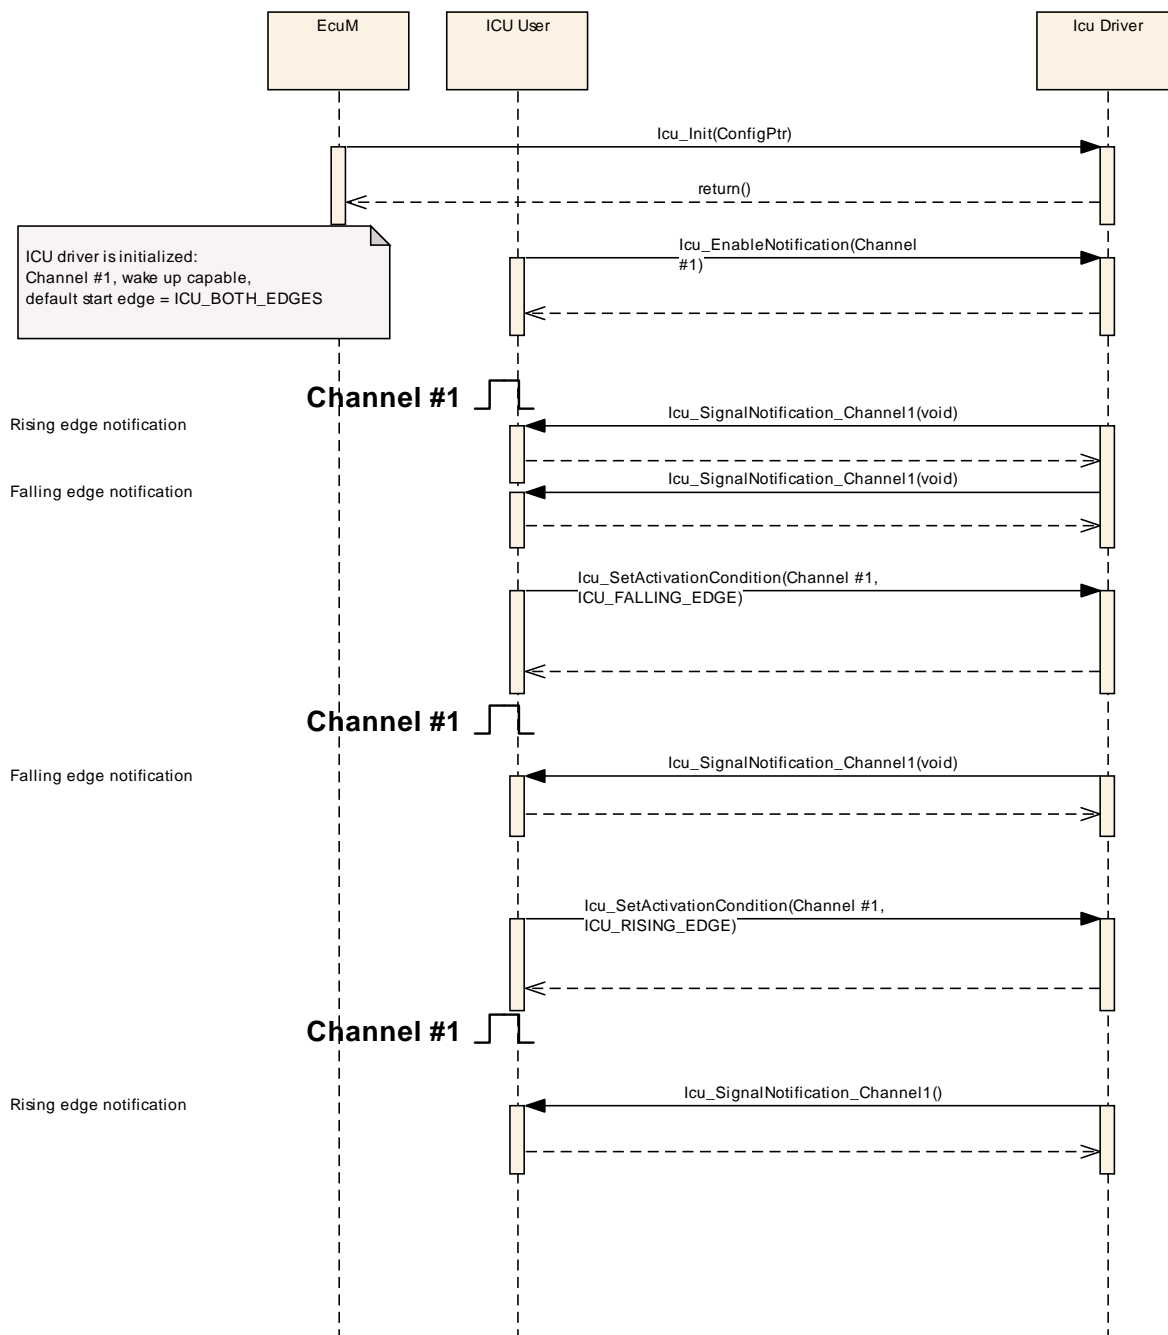 EcuM
ICU User
Icu Driver
Icu_Init(ConfigPtr)
return()
ICU driver is initialized:
Channel #1, wake up capable,
default start edge = ICU_BOTH_EDGES
Icu_EnableNotification(Channel
#1)
Channel #1
Rising edge notification
Icu_SignalNotification_Channel1(void)
Falling edge notification
Icu_SignalNotification_Channel1(void)
Icu_SetActivationCondition(Channel #1,
ICU_FALLING_EDGE)
Channel #1
Falling edge notification
Icu_SignalNotification_Channel1(void)
Icu_SetActivationCondition(Channel #1,
ICU_RISING_EDGE)
Channel #1
Rising edge notification
Icu_SignalNotification_Channel1()